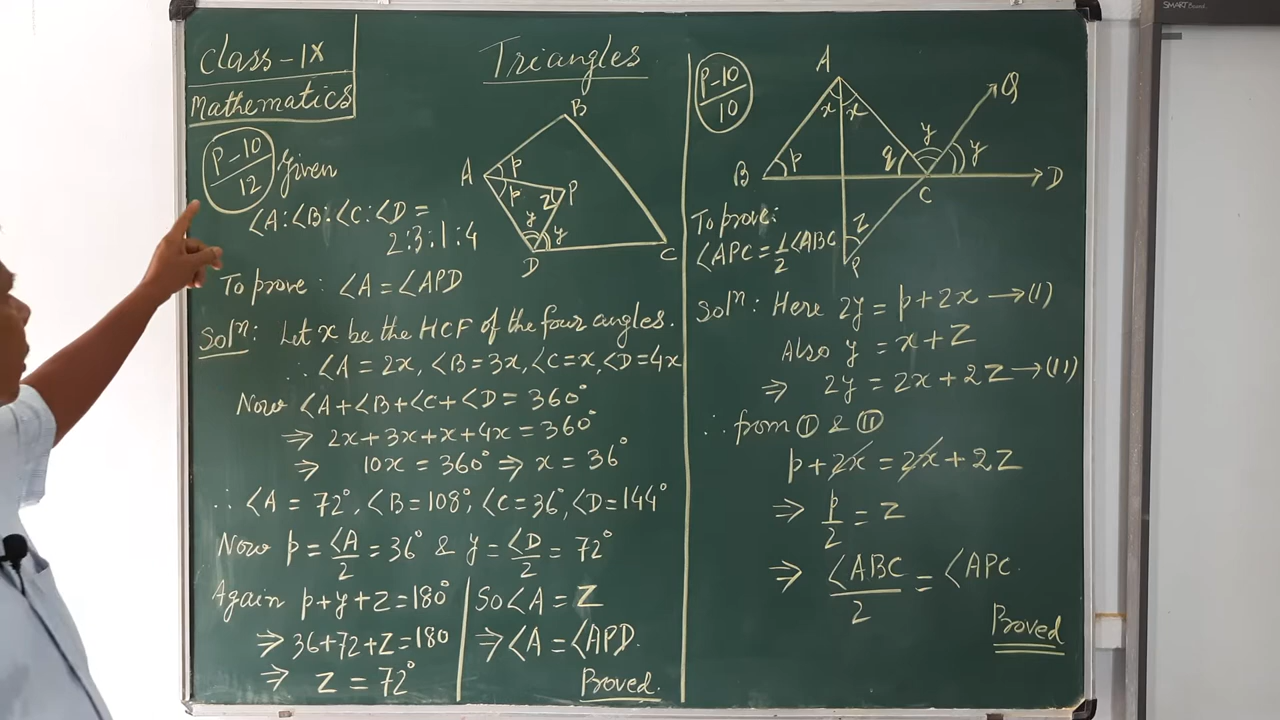 Class-IX
Mathematics
Triangles
P-10/12 Given
∠A:∠B:∠C:∠D =
2:3:1:4
To prove: ∠A = ∠APD
Solⁿ: Let x be the HCF of the four angles.
∴ ∠A = 2x, ∠B = 3x, ∠C = x, ∠D = 4x
Now ∠A+∠B+∠C+∠D = 360°
⇒ 2x+3x+x+4x = 360°
⇒ 10x = 360° ⇒ x = 36°
∴ ∠A = 72°, ∠B = 108°, ∠C = 36°, ∠D = 144°
Now p = ∠A/2 = 36° & y = ∠D/2 = 72°
Again p+y+z = 180°
⇒ 36+72+z = 180
⇒ z = 72°
So ∠A = z
⇒ ∠A = ∠APD.
Proved.
A
B
C
D
P
p
p
z
y
y
P-10/10
A
B
C
D
Q
P
x
x
p
q
y
y
z
To prove:
∠APC = 1/2 ∠ABC
Solⁿ: Here 2y = p+2x → (I)
Also y = x+z
⇒ 2y = 2x+2z → (II)
∴ from (I) & (II)
p+2x = 2x+2z
⇒ p/2 = z
⇒ ∠ABC/2 = ∠APC.
Proved
SMART Board